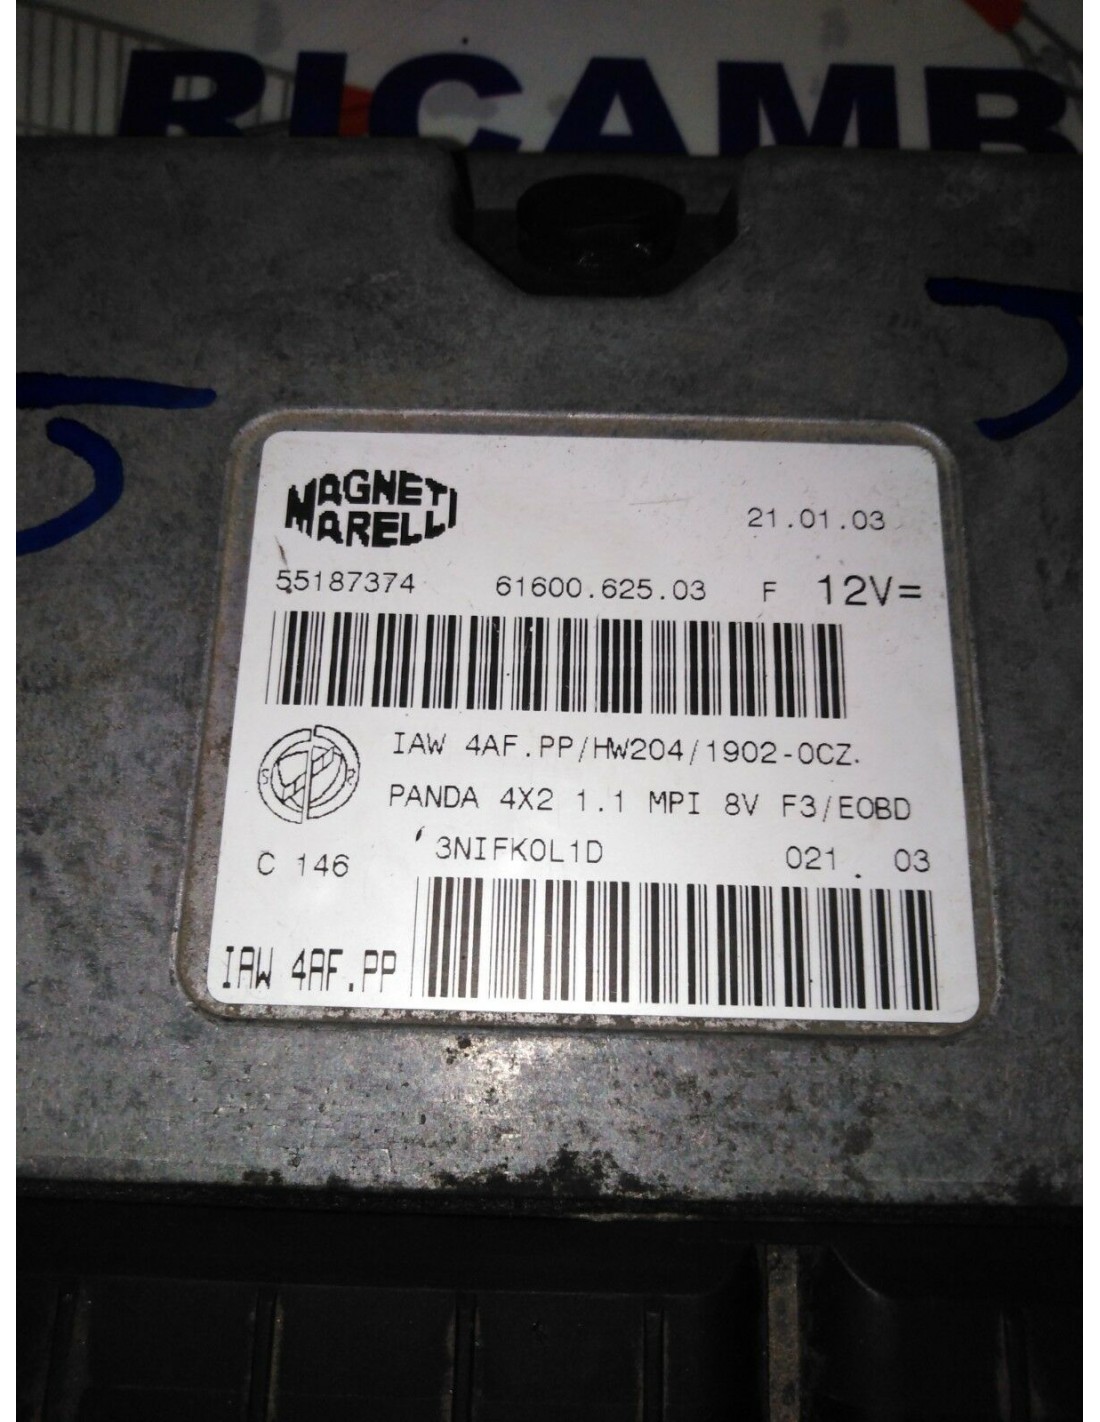 RICAMB
MAGNETI
MARELLI
21.01.03
55187374 61600.625.03 F 12V=
IAW 4AF.PP/HW204/1902-0CZ.
PANDA 4X2 1.1 MPI 8V F3/EOBD
3NIFK0L1D 021 . 03
C 146
IAW 4AF.PP